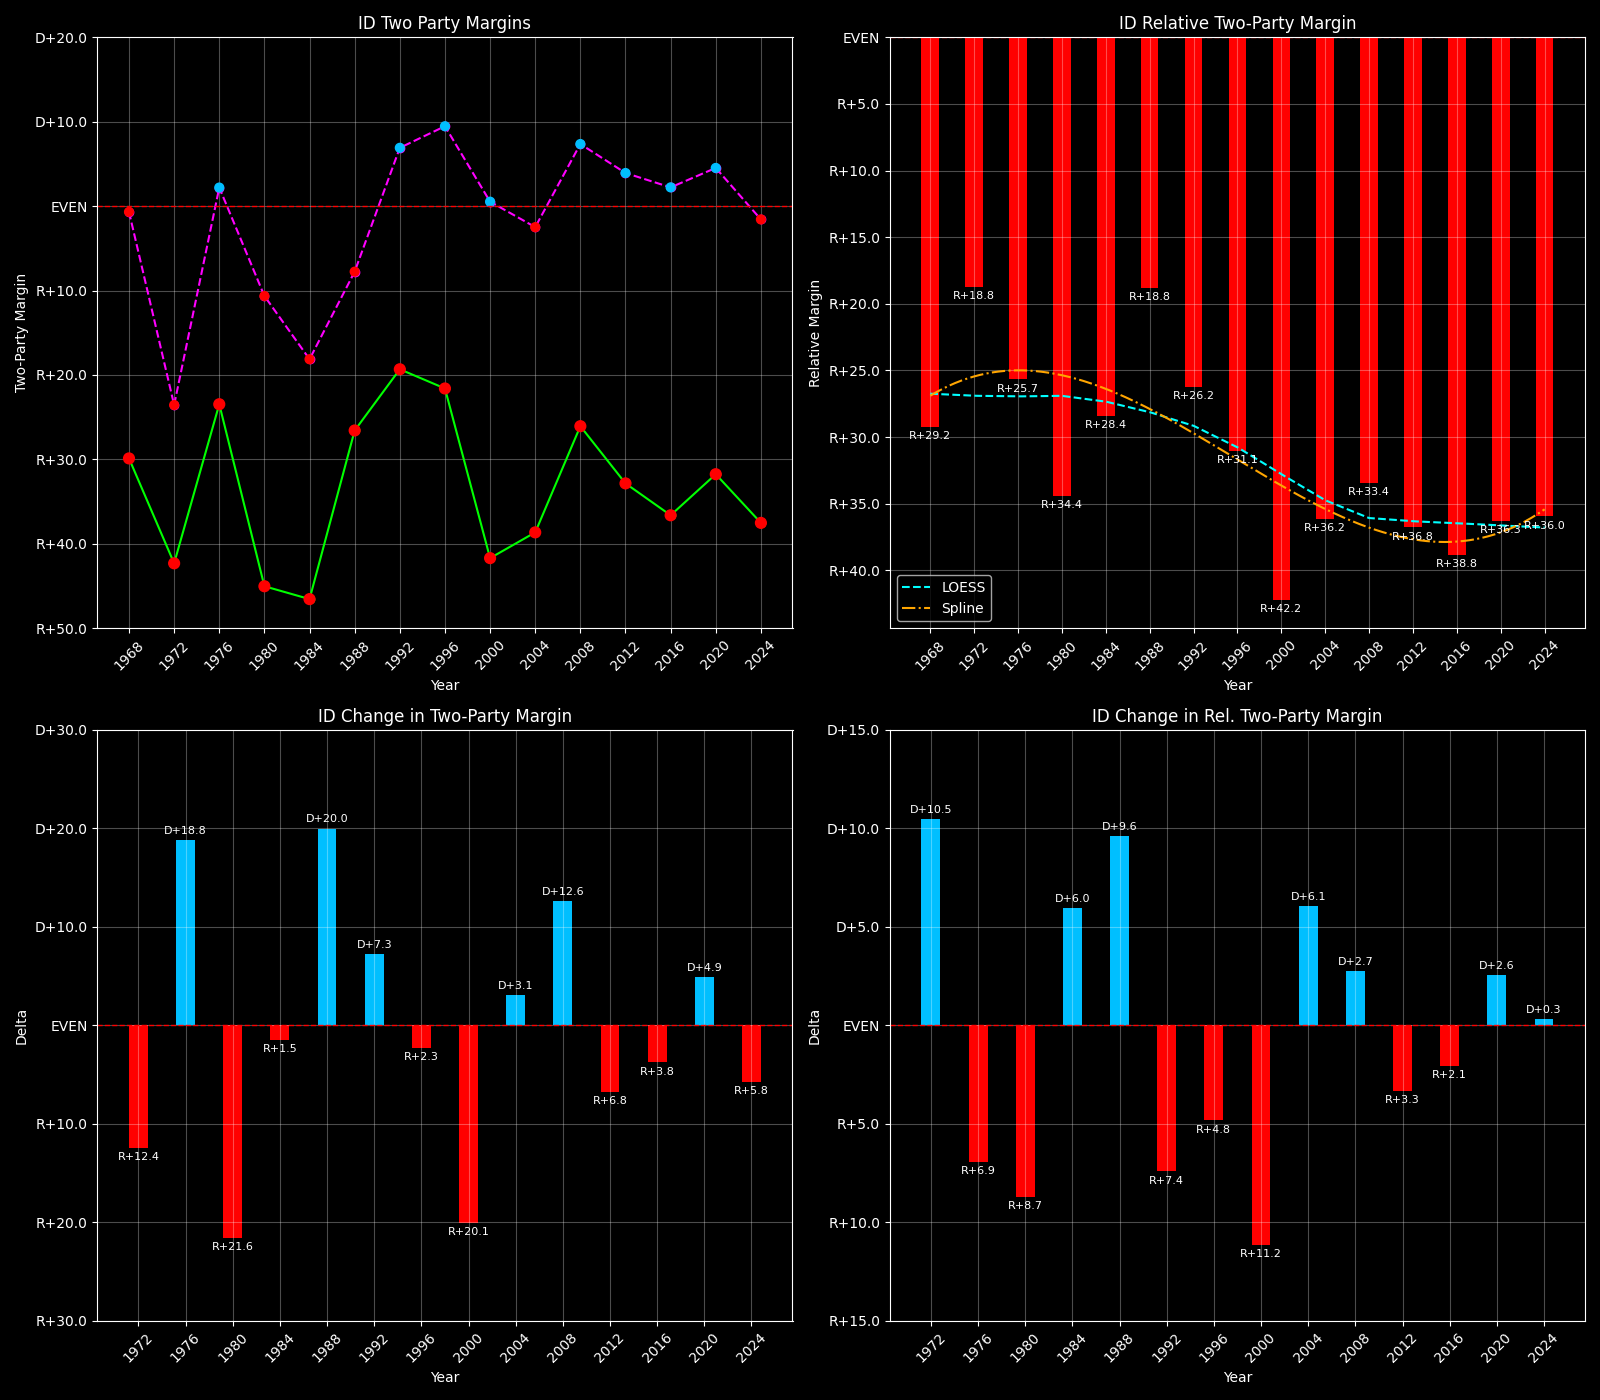 ID Two Party Margins
D+20.0
D+10.0
EVEN
R+10.0
R+20.0
R+30.0
R+40.0
R+50.0
Two-Party Margin
1968
1972
1976
1980
1984
1988
1992
1996
2000
2004
2008
2012
2016
2020
2024
Year
ID Relative Two-Party Margin
EVEN
R+5.0
R+10.0
R+15.0
R+20.0
R+25.0
R+30.0
R+35.0
R+40.0
Relative Margin
R+29.2
R+18.8
R+25.7
R+34.4
R+28.4
R+18.8
R+26.2
R+31.1
R+42.2
R+36.2
R+33.4
R+36.8
R+38.8
R+36.3
R+36.0
LOESS
Spline
1968
1972
1976
1980
1984
1988
1992
1996
2000
2004
2008
2012
2016
2020
2024
Year
ID Change in Two-Party Margin
D+30.0
D+20.0
D+10.0
EVEN
R+10.0
R+20.0
R+30.0
Delta
R+12.4
D+18.8
R+21.6
R+1.5
D+20.0
D+7.3
R+2.3
R+20.1
D+3.1
D+12.6
R+6.8
R+3.8
D+4.9
R+5.8
1972
1976
1980
1984
1988
1992
1996
2000
2004
2008
2012
2016
2020
2024
Year
ID Change in Rel. Two-Party Margin
D+15.0
D+10.0
D+5.0
EVEN
R+5.0
R+10.0
R+15.0
Delta
D+10.5
R+6.9
R+8.7
D+6.0
D+9.6
R+7.4
R+4.8
R+11.2
D+6.1
D+2.7
R+3.3
R+2.1
D+2.6
D+0.3
1972
1976
1980
1984
1988
1992
1996
2000
2004
2008
2012
2016
2020
2024
Year